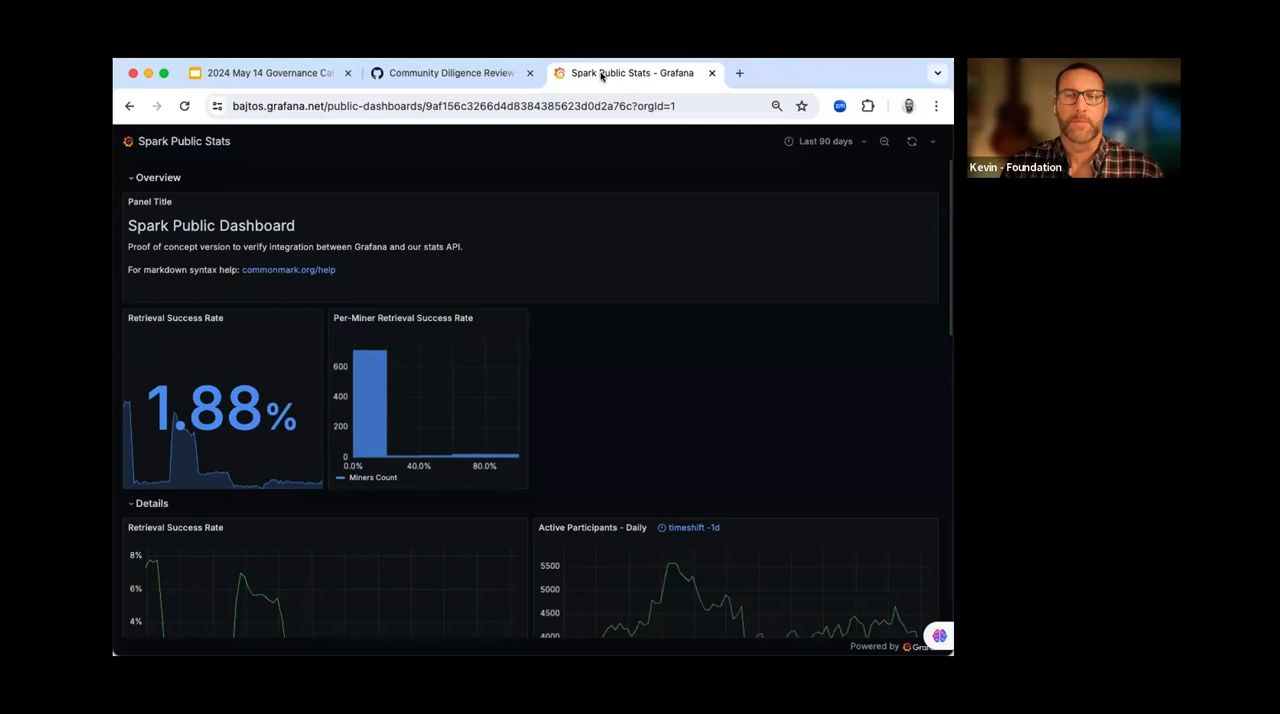 2024 May 14 Governance Ca
Community Diligence Review
Spark Public Stats - Grafana
bajtos.grafana.net/public-dashboards/9af156c3266d4d8384385623d0d2a76c?orgId=1
zm
Kevin - Foundation
Spark Public Stats
Last 90 days
Overview
Panel Title
Spark Public Dashboard
Proof of concept version to verify integration between Grafana and our stats API.
For markdown syntax help: commonmark.org/help
Retrieval Success Rate
1.88%
Per-Miner Retrieval Success Rate
600
400
200
0
0.0% 40.0% 80.0%
Miners Count
Details
Retrieval Success Rate
8%
6%
4%
Active Participants - Daily timeshift -1d
5500
5000
4500
4000
Powered by